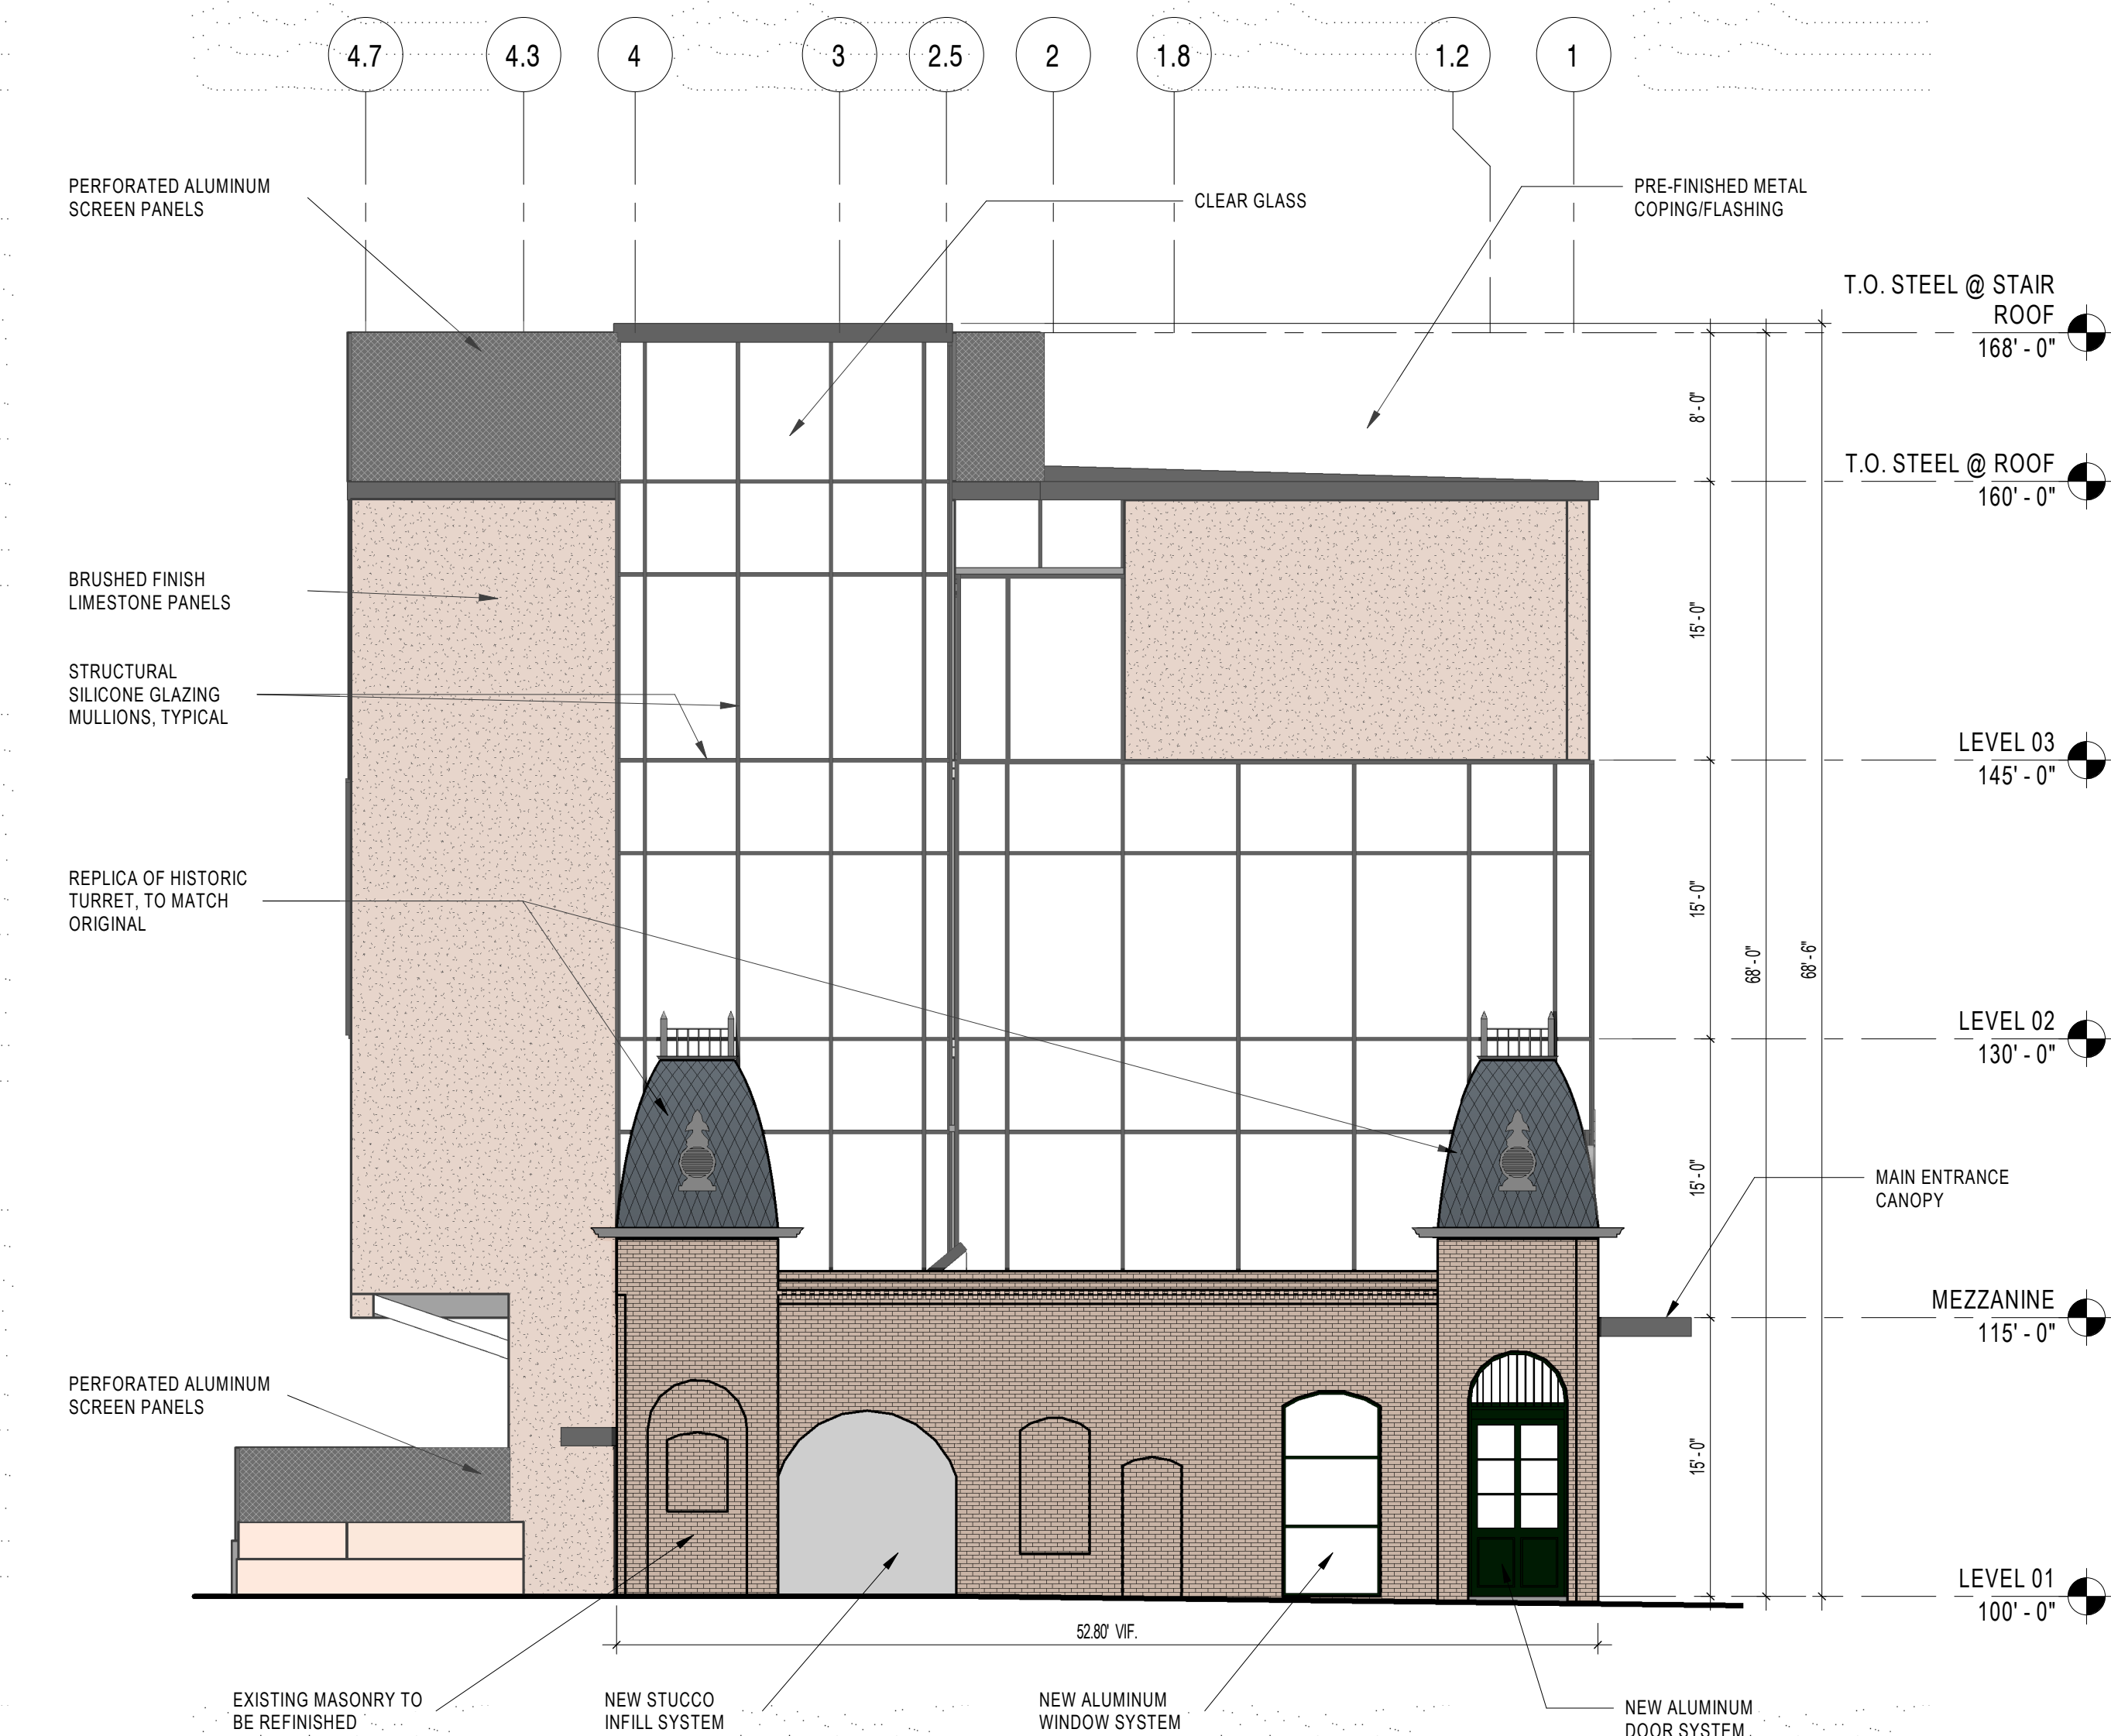 4.7 4.3 4 3 2.5 2 1.8 1.2 1
PERFORATED ALUMINUM
SCREEN PANELS
CLEAR GLASS
PRE-FINISHED METAL
COPING/FLASHING
T.O. STEEL @ STAIR
ROOF
168' - 0"
8' - 0"
T.O. STEEL @ ROOF
160' - 0"
BRUSHED FINISH
LIMESTONE PANELS
15' - 0"
STRUCTURAL
SILICONE GLAZING
MULLIONS, TYPICAL
LEVEL 03
145' - 0"
REPLICA OF HISTORIC
TURRET, TO MATCH
ORIGINAL
15' - 0"
68' - 0"
68' - 6"
LEVEL 02
130' - 0"
15' - 0"
MAIN ENTRANCE
CANOPY
MEZZANINE
115' - 0"
PERFORATED ALUMINUM
SCREEN PANELS
15' - 0"
LEVEL 01
100' - 0"
52.80' VIF.
EXISTING MASONRY TO
BE REFINISHED
NEW STUCCO
INFILL SYSTEM
NEW ALUMINUM
WINDOW SYSTEM
NEW ALUMINUM
DOOR SYSTEM